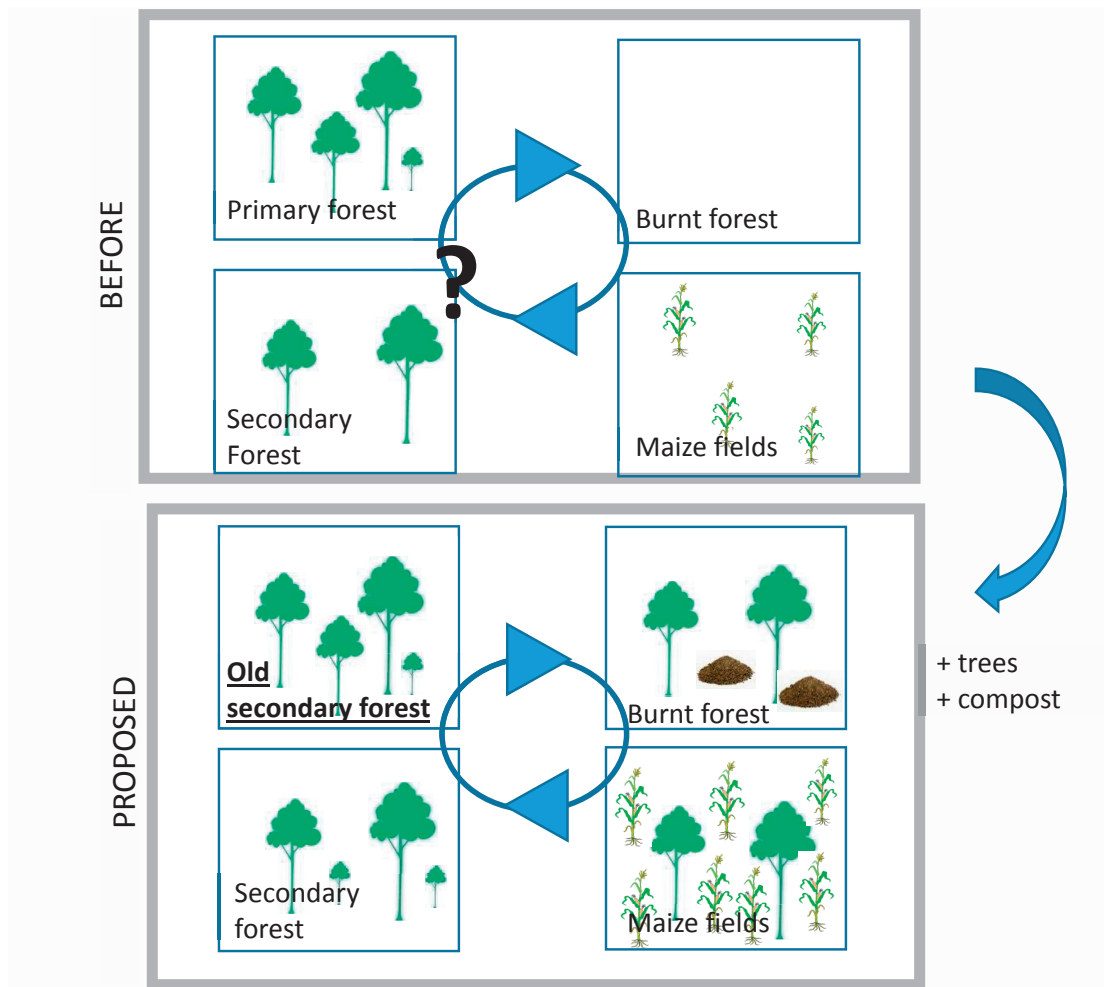 BEFORE
Primary forest
Burnt forest
?
Secondary
Forest
Maize fields
PROPOSED
Old
secondary forest
Burnt forest
+ trees
+ compost
Secondary
forest
Maize fields